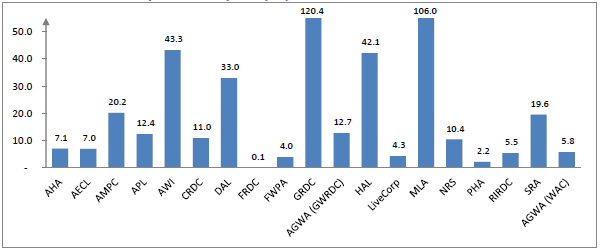 120.4
106.0
50.0
43.3
42.1
40.0
33.0
30.0
20.2
19.6
20.0
12.4
12.7
11.0
10.4
10.0
7.1
7.0
5.5
5.8
4.0
4.3
2.2
0.1
-
AHA
AECL
AMPC
APL
AWI
CRDC
DAL
FRDC
FWPA
GRDC
AGWA (GWRDC)
HAL
LiveCorp
MLA
NRS
PHA
RIRDC
SRA
AGWA (WAC)